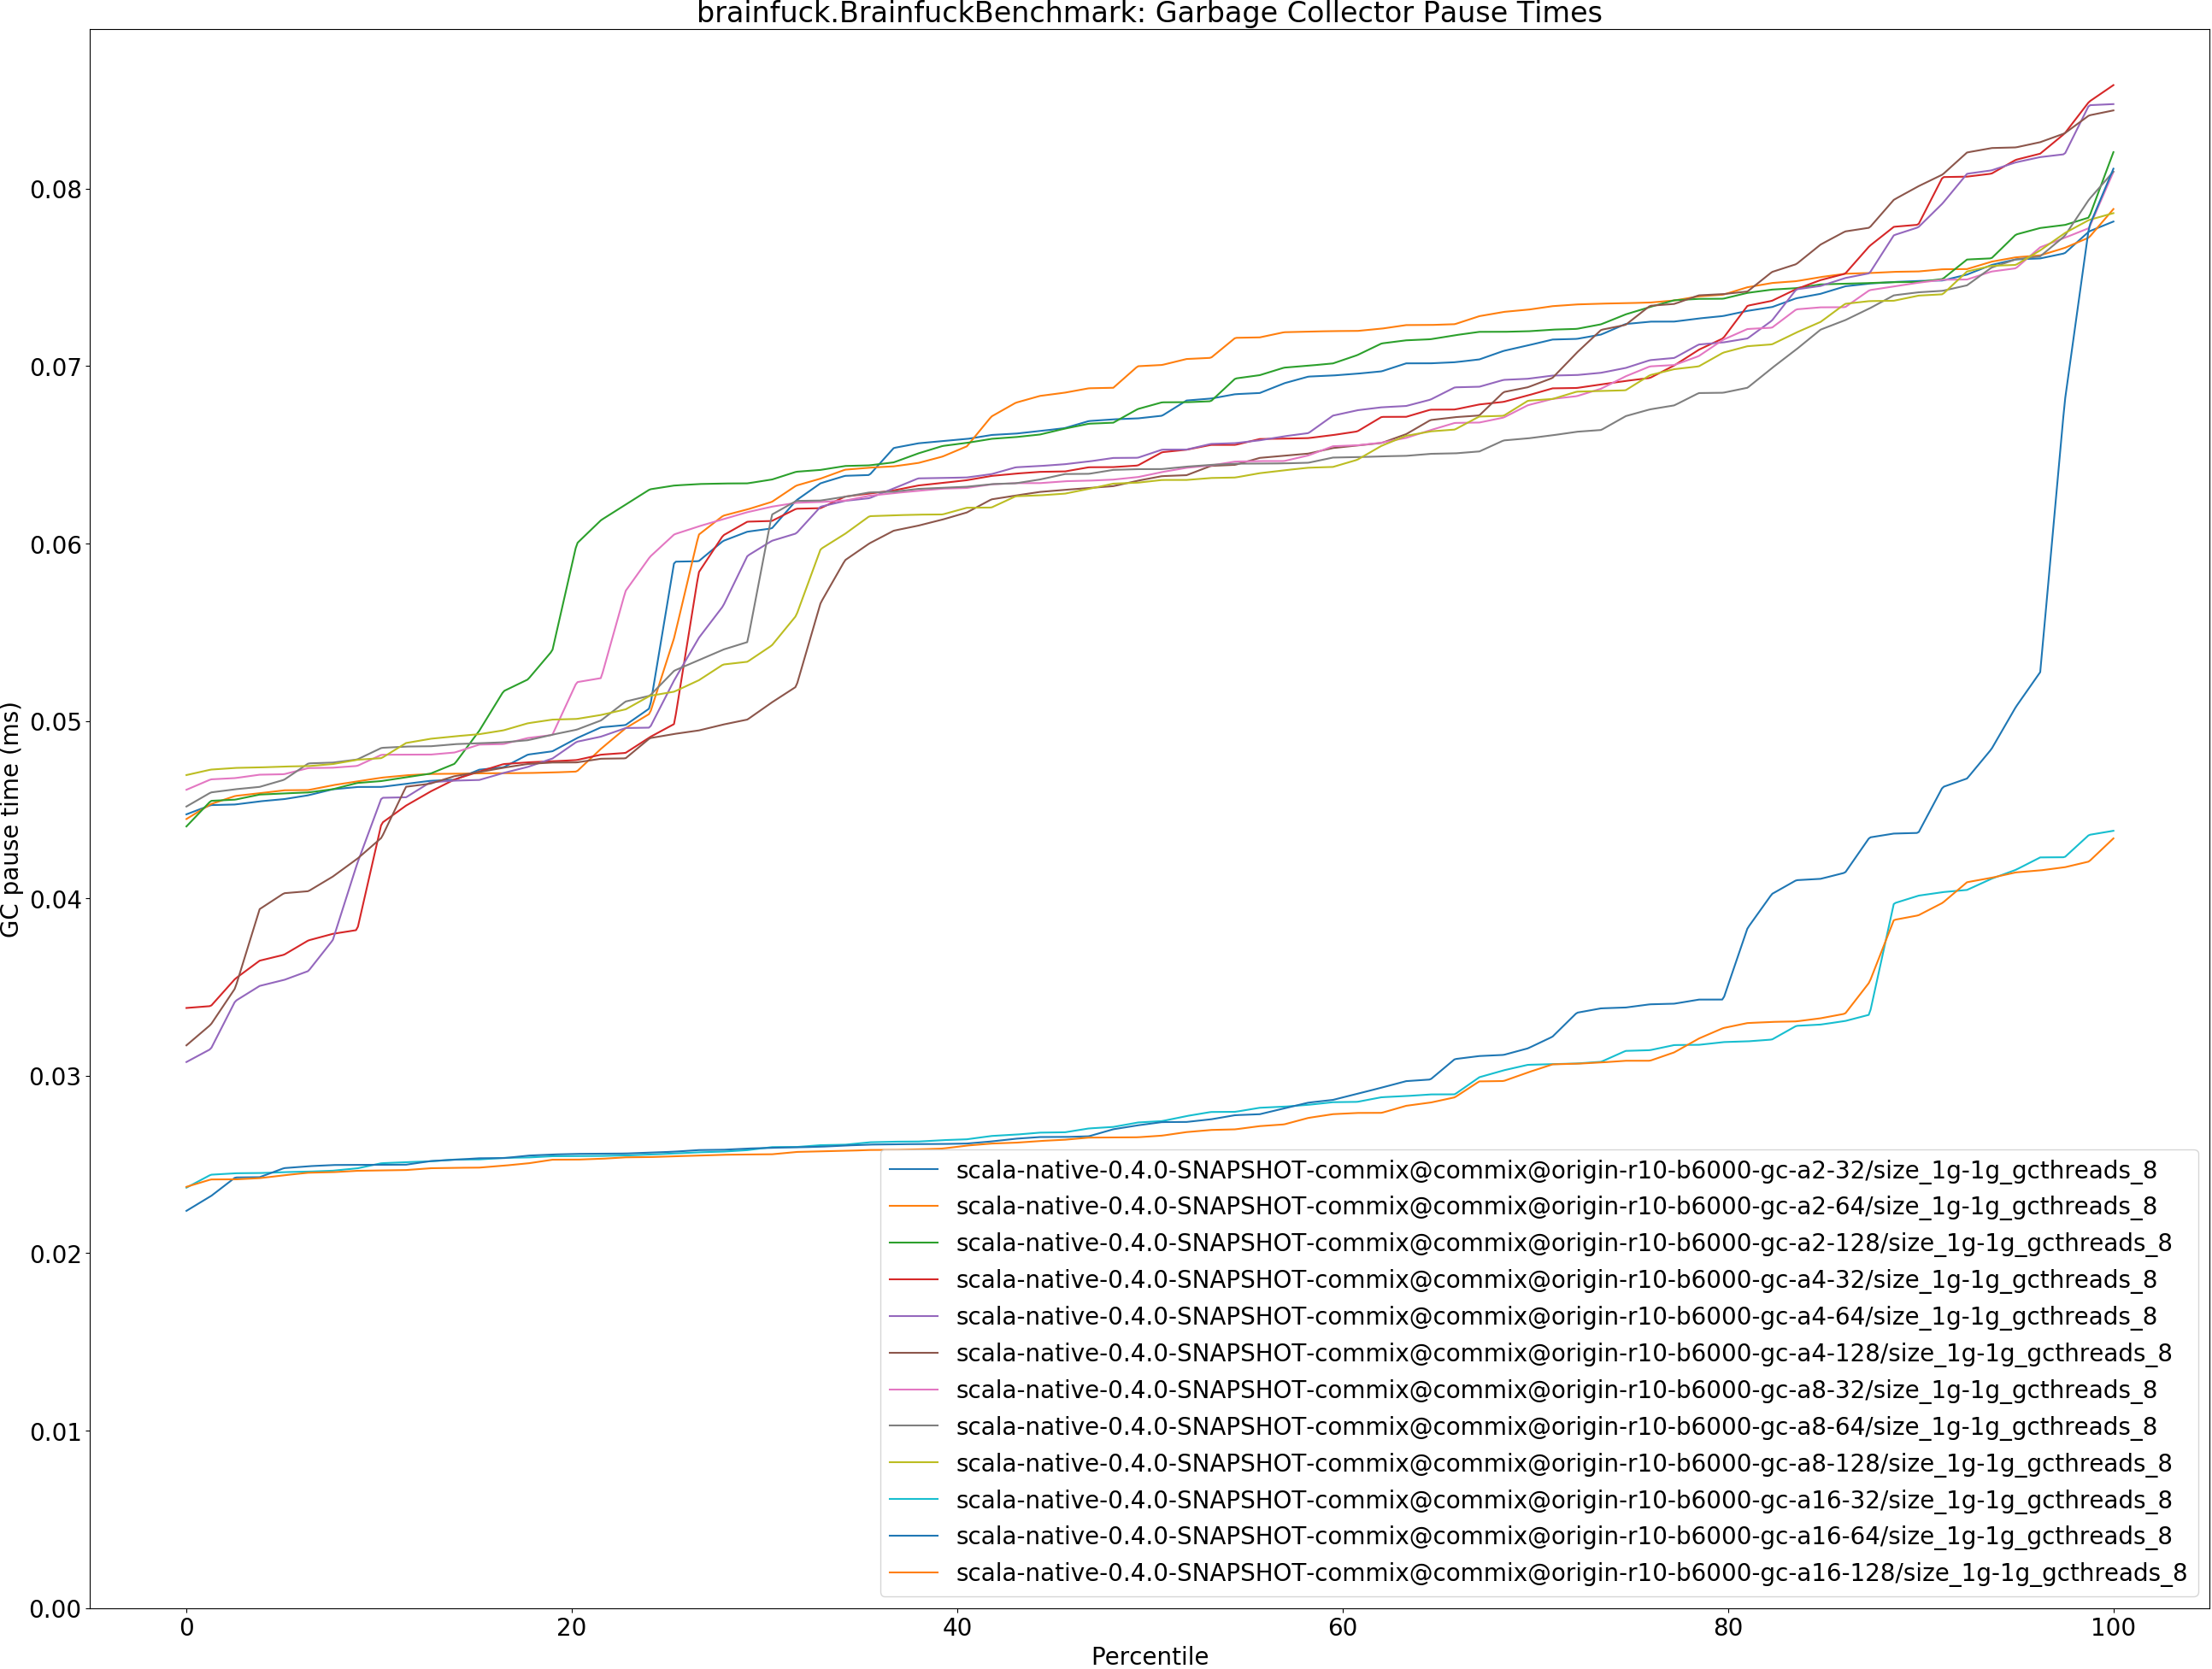 brainfuck.BrainfuckBenchmark: Garbage Collector Pause Times
GC pause time (ms)
0.08
0.07
0.06
0.05
0.04
0.03
0.02
0.01
0.00
scala-native-0.4.0-SNAPSHOT-commix@commix@origin-r10-b6000-gc-a2-32/size_1g-1g_gcthreads_8
scala-native-0.4.0-SNAPSHOT-commix@commix@origin-r10-b6000-gc-a2-64/size_1g-1g_gcthreads_8
scala-native-0.4.0-SNAPSHOT-commix@commix@origin-r10-b6000-gc-a2-128/size_1g-1g_gcthreads_8
scala-native-0.4.0-SNAPSHOT-commix@commix@origin-r10-b6000-gc-a4-32/size_1g-1g_gcthreads_8
scala-native-0.4.0-SNAPSHOT-commix@commix@origin-r10-b6000-gc-a4-64/size_1g-1g_gcthreads_8
scala-native-0.4.0-SNAPSHOT-commix@commix@origin-r10-b6000-gc-a4-128/size_1g-1g_gcthreads_8
scala-native-0.4.0-SNAPSHOT-commix@commix@origin-r10-b6000-gc-a8-32/size_1g-1g_gcthreads_8
scala-native-0.4.0-SNAPSHOT-commix@commix@origin-r10-b6000-gc-a8-64/size_1g-1g_gcthreads_8
scala-native-0.4.0-SNAPSHOT-commix@commix@origin-r10-b6000-gc-a8-128/size_1g-1g_gcthreads_8
scala-native-0.4.0-SNAPSHOT-commix@commix@origin-r10-b6000-gc-a16-32/size_1g-1g_gcthreads_8
scala-native-0.4.0-SNAPSHOT-commix@commix@origin-r10-b6000-gc-a16-64/size_1g-1g_gcthreads_8
scala-native-0.4.0-SNAPSHOT-commix@commix@origin-r10-b6000-gc-a16-128/size_1g-1g_gcthreads_8
0 20 40 60 80 100
Percentile